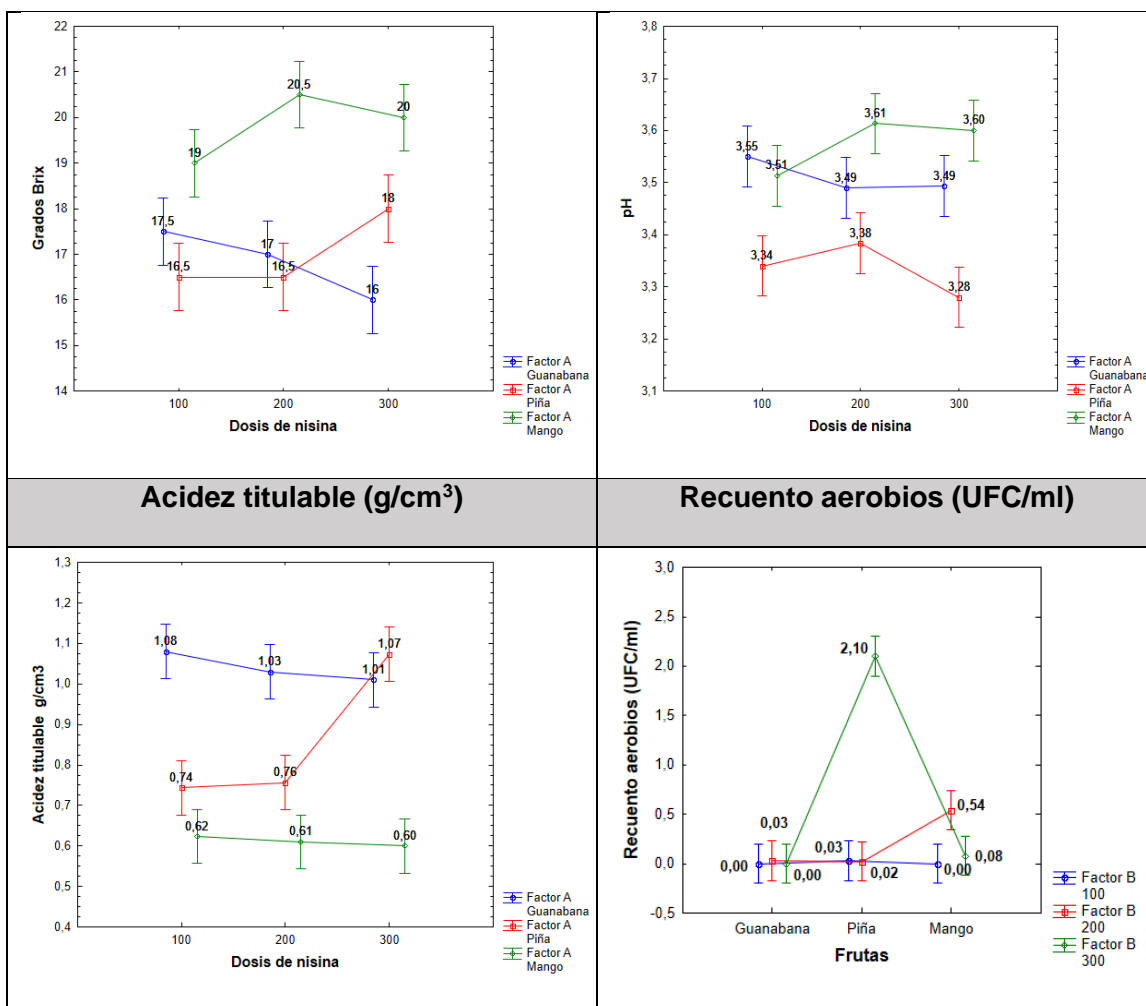 22
21
20
19
18
17
16
15
14
Grados Brix
20,5
20
19
18
17,5
17
16,5
16,5
16
100
200
300
Dosis de nisina
Factor A
Guanabana
Factor A
Piña
Factor A
Mango
3,8
3,7
3,6
3,5
3,4
3,3
3,2
3,1
pH
3,61
3,60
3,55
3,51
3,49
3,49
3,38
3,34
3,28
100
200
300
Dosis de nisina
Factor A
Guanabana
Factor A
Piña
Factor A
Mango
Acidez titulable (g/cm³)
Recuento aerobios (UFC/ml)
1,3
1,2
1,1
1,0
0,9
0,8
0,7
0,6
0,5
0,4
Acidez titulable g/cm3
1,08
1,03
1,01
1,07
0,74
0,76
0,62
0,61
0,60
100
200
300
Dosis de nisina
Factor A
Guanabana
Factor A
Piña
Factor A
Mango
3,0
2,5
2,0
1,5
1,0
0,5
0,0
-0,5
Recuento aerobios (UFC/ml)
2,10
0,54
0,03
0,03
0,00
0,00
0,02
0,00
0,08
Guanabana
Piña
Mango
Frutas
Factor B
100
Factor B
200
Factor B
300